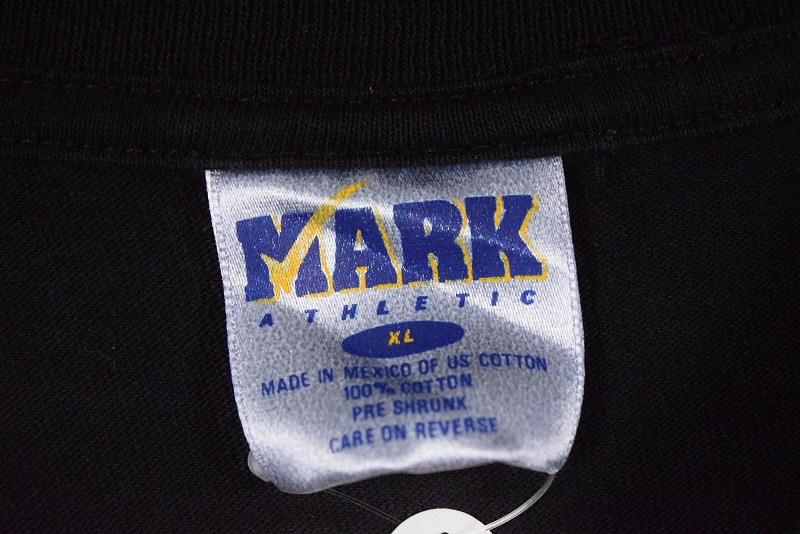 MARK
ATHLETIC
XL
MADE IN MEXICO OF US COTTON
100% COTTON
PRE SHRUNK
CARE ON REVERSE